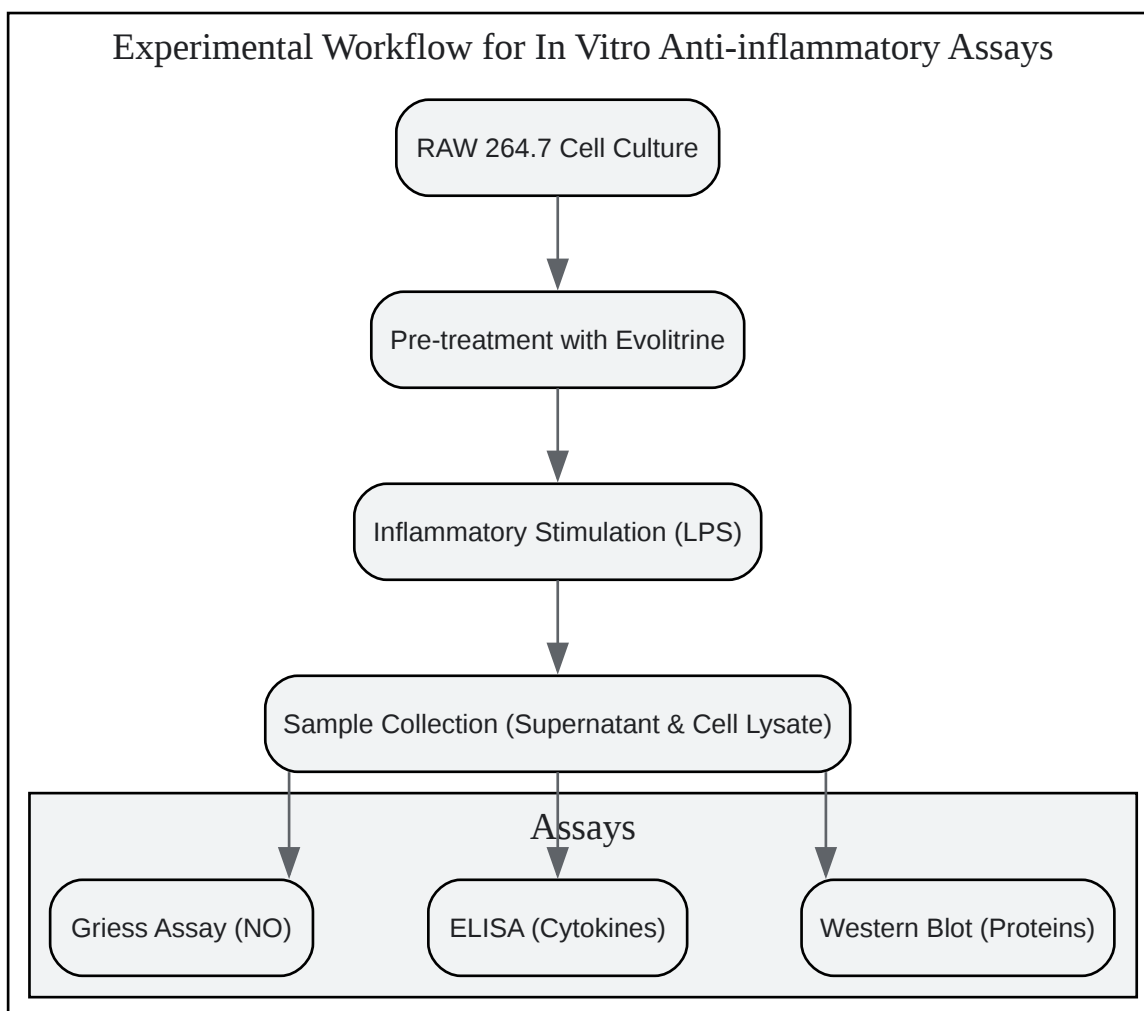 Experimental Workflow for In Vitro Anti-inflammatory Assays
RAW 264.7 Cell Culture
Pre-treatment with Evolitrine
Inflammatory Stimulation (LPS)
Sample Collection (Supernatant & Cell Lysate)
Assays
Griess Assay (NO)
ELISA (Cytokines)
Western Blot (Proteins)